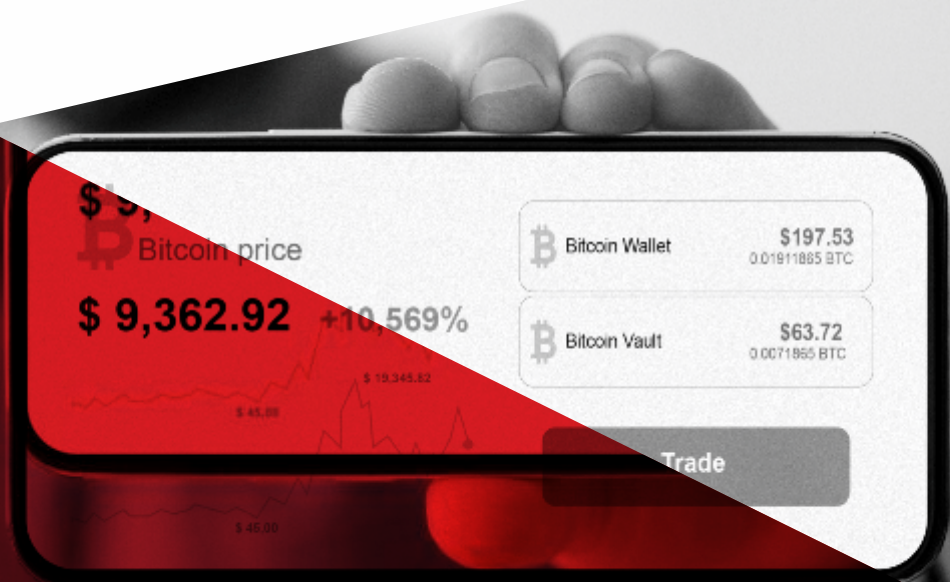 $ 9,
Bitcoin price
$ 9,362.92 +10,569%
$ 19,345.82
$ 45.00
$ 45.00
Bitcoin Wallet
$197.53
0.01911865 BTC
Bitcoin Vault
$63.72
0.0071865 BTC
Trade